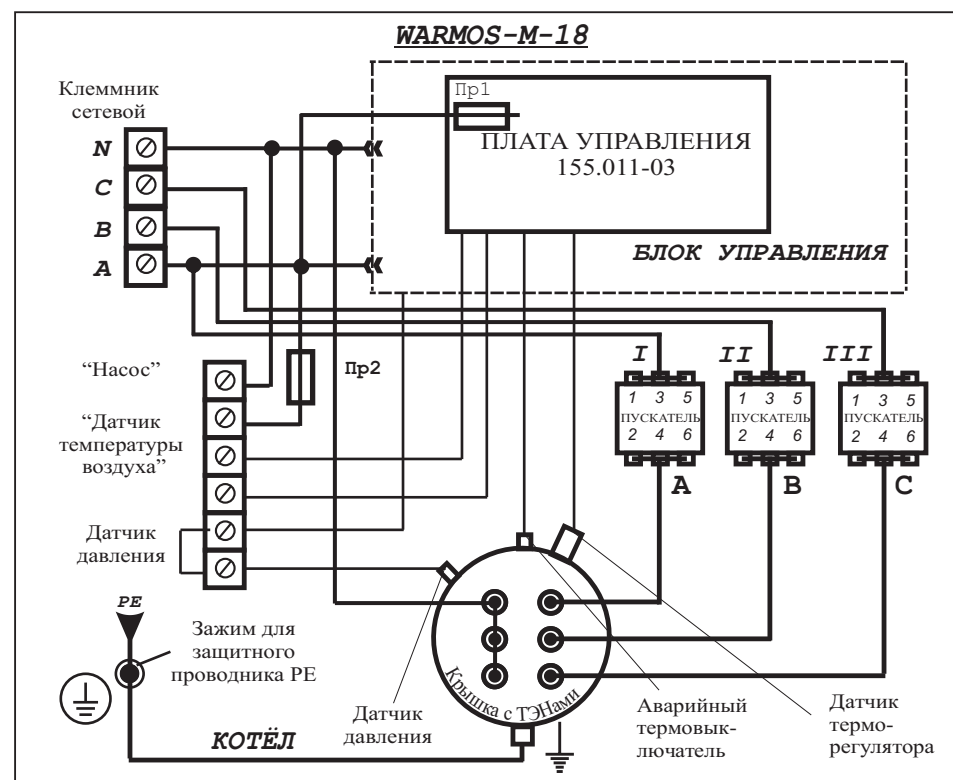 WARMOS-M-18
Клеммник
сетевой
N
C
B
A
Пр1
ПЛАТА УПРАВЛЕНИЯ
155.011-03
БЛОК УПРАВЛЕНИЯ
“Насос”
Пр2
“Датчик
температуры
воздуха”
Датчик
давления
I
II
III
1 3 5
ПУСКАТЕЛЬ
2 4 6
1 3 5
ПУСКАТЕЛЬ
2 4 6
1 3 5
ПУСКАТЕЛЬ
2 4 6
A
B
C
PE
Зажим для
защитного
проводника PE
Крышка с ТЭНами
КОТЁЛ
Датчик
давления
Аварийный
термовык-
лючатель
Датчик
термо-
регулятора